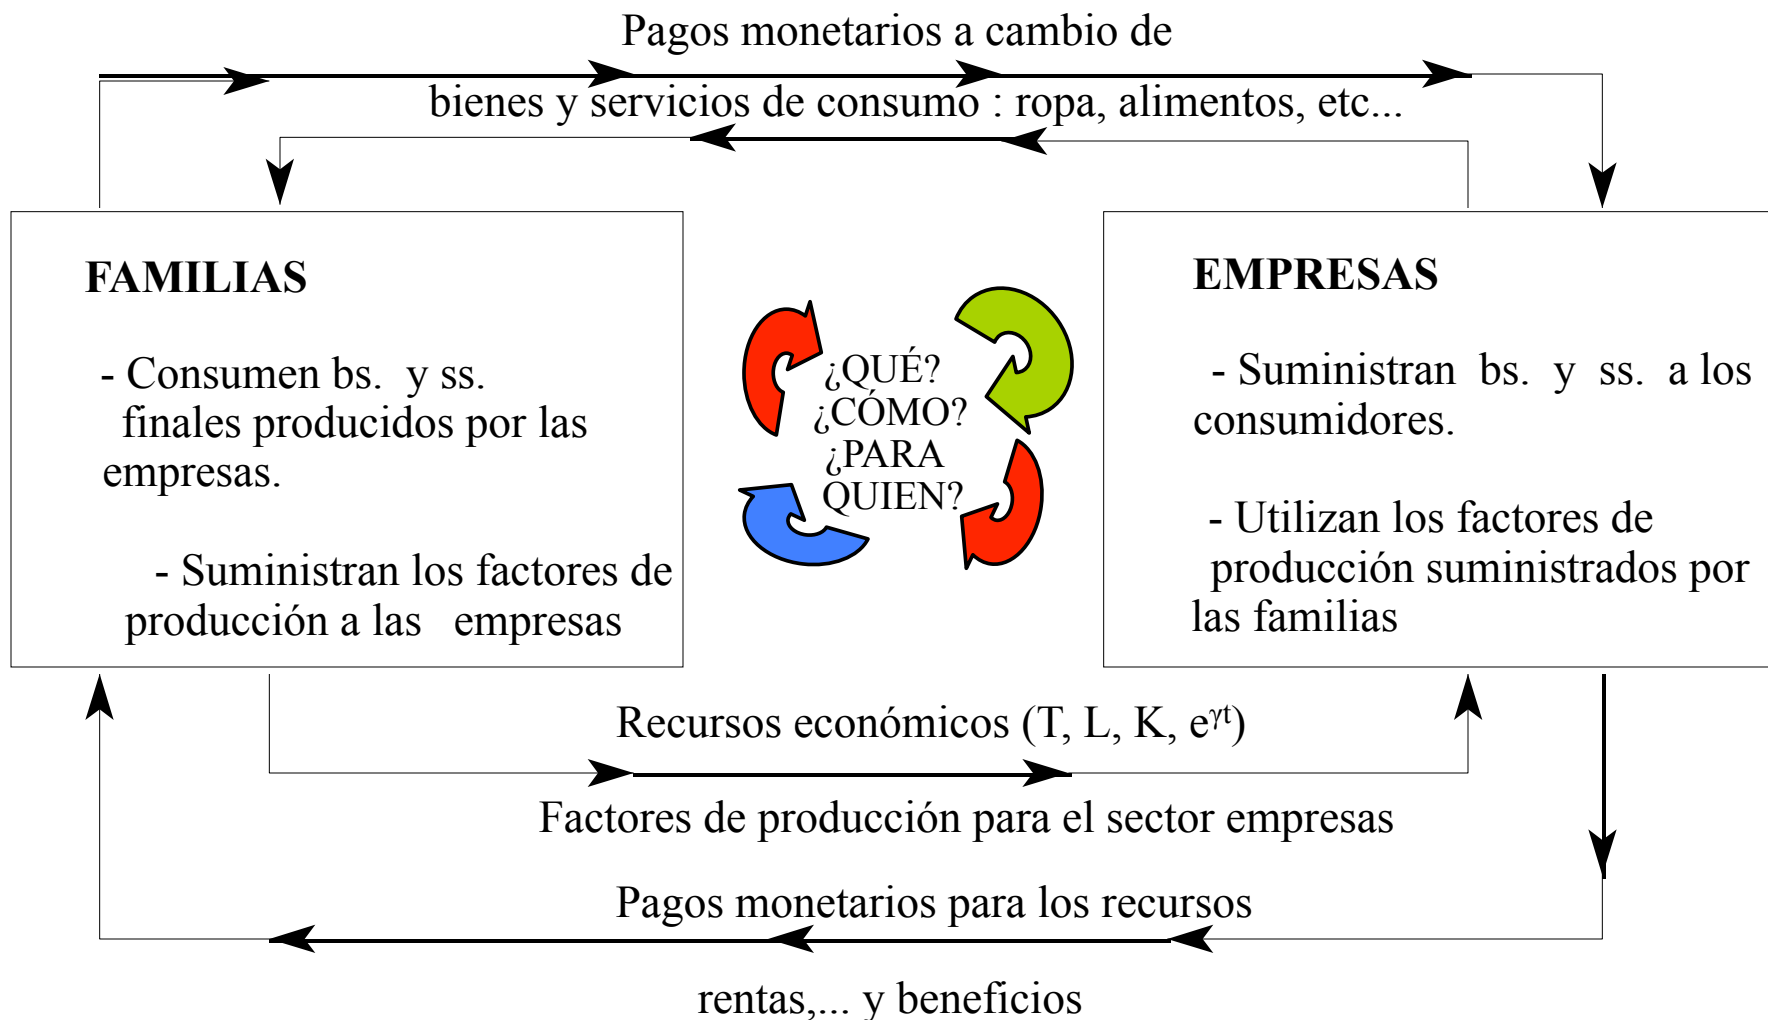 Pagos monetarios a cambio de
bienes y servicios de consumo : ropa, alimentos, etc...
FAMILIAS
- Consumen bs. y ss.
finales producidos por las
empresas.
- Suministran los factores de
producción a las empresas
¿QUÉ?
¿CÓMO?
¿PARA
QUIEN?
EMPRESAS
- Suministran bs. y ss. a los
consumidores.
- Utilizan los factores de
producción suministrados por
las familias
Recursos económicos (T, L, K, e^γt)
Factores de producción para el sector empresas
Pagos monetarios para los recursos
rentas,... y beneficios